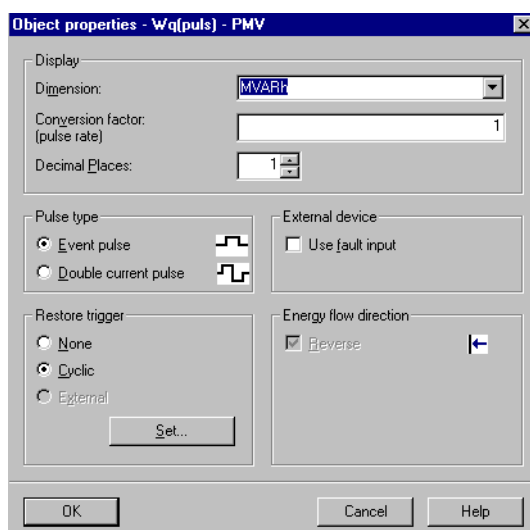 Object properties - Wq(puls) - PMV
Display
Dimension:
MVARh
Conversion factor:
(pulse rate)
1
Decimal Places:
1
Pulse type
Event pulse
Double current pulse
External device
Use fault input
Restore trigger
None
Cyclic
External
Set...
Energy flow direction
Reverse
OK
Cancel
Help